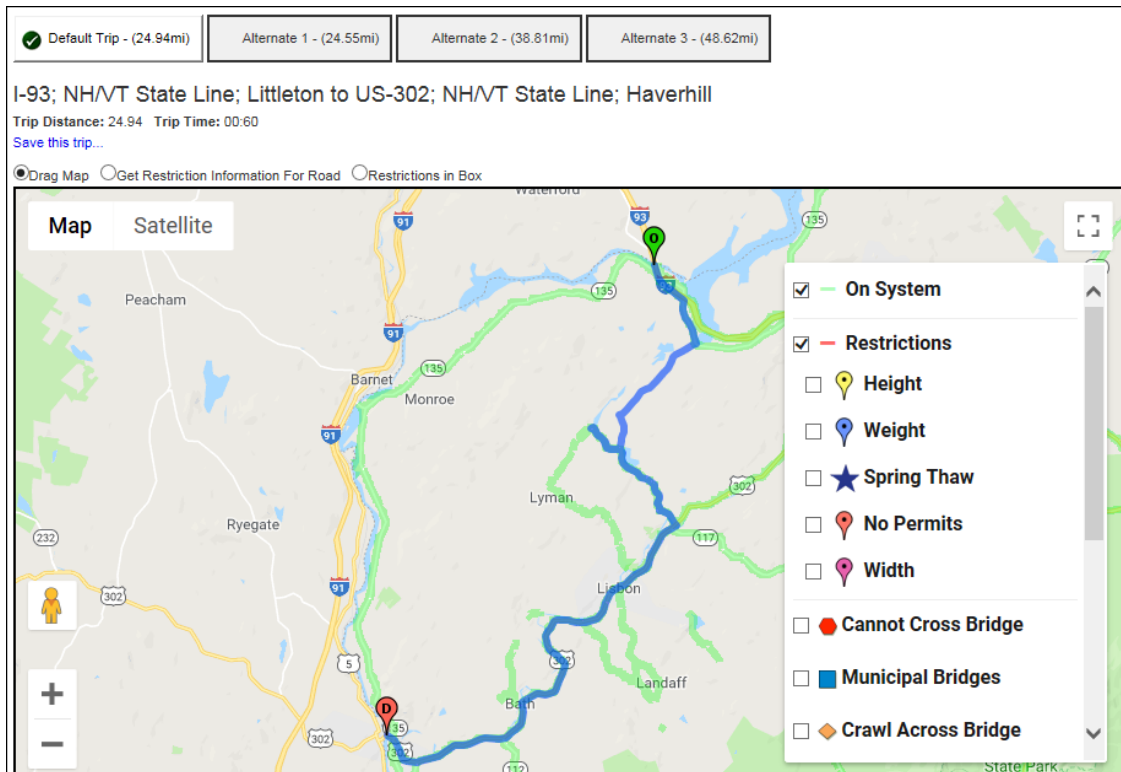 Default Trip - (24.94mi) Alternate 1 - (24.55mi) Alternate 2 - (38.81mi) Alternate 3 - (48.62mi)
I-93; NH/VT State Line; Littleton to US-302; NH/VT State Line; Haverhill
Trip Distance: 24.94 Trip Time: 00:60
Save this trip...
Drag Map Get Restriction Information For Road Restrictions in Box
Map Satellite
Waterford
93
91
135
O
Peacham
135
93
91
135
Barnet
Monroe
91
Lyman
302
Ryegate
232
117
302
91
Lisbon
5
302
Landaff
Bath
D
135
302
302
112
State Park
On System
Restrictions
Height
Weight
Spring Thaw
No Permits
Width
Cannot Cross Bridge
Municipal Bridges
Crawl Across Bridge
+
−